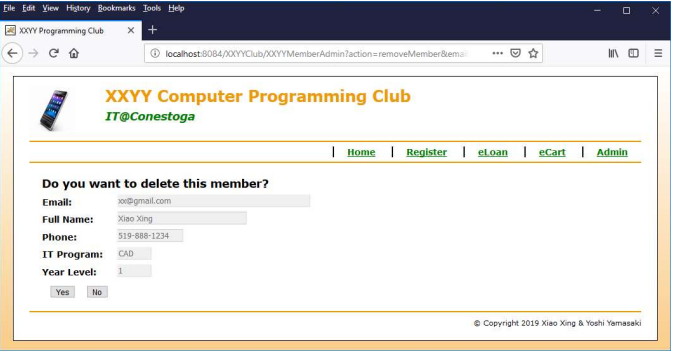 File Edit View History Bookmarks Tools Help
XXYY Programming Club
localhost:8084/XXYYClub/XXYYMemberAdmin?action=removeMember&emai
XXYY Computer Programming Club
IT@Conestoga
Home | Register | eLoan | eCart | Admin
Do you want to delete this member?
Email: xx@gmail.com
Full Name: Xiao Xing
Phone: 519-888-1234
IT Program: CAD
Year Level: 1
Yes No
© Copyright 2019 Xiao Xing & Yoshi Yamasaki